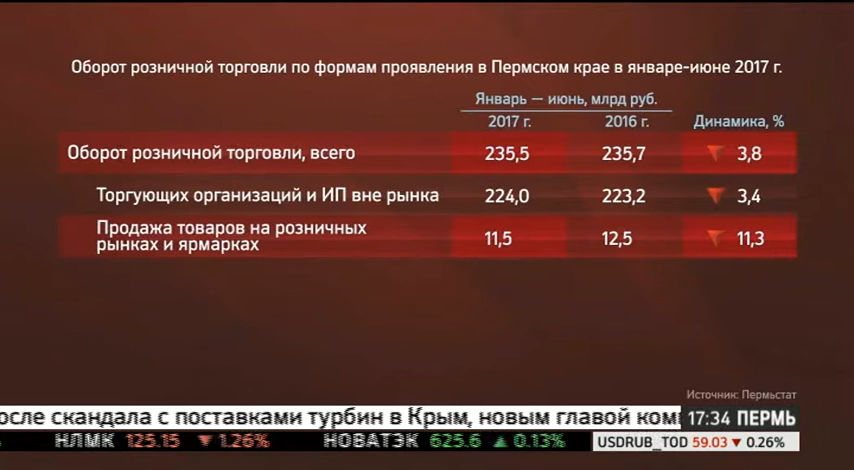 Оборот розничной торговли по формам проявления в Пермском крае в январе-июне 2017 г.
Январь — июнь, млрд руб.
2017 г. 2016 г. Динамика, %
Оборот розничной торговли, всего 235,5 235,7 3,8
Торгующих организаций и ИП вне рынка 224,0 223,2 3,4
Продажа товаров на розничных
рынках и ярмарках 11,5 12,5 11,3
Источник: Пермьстат
после скандала с поставками турбин в Крым, новым главой
17:34 ПЕРМЬ
НЛМК 125.15 ▼ 1.26% НОВАТЭК 625.6 ▲ 0.13% USDRUB_TOD 59.03 ▼ 0.26%